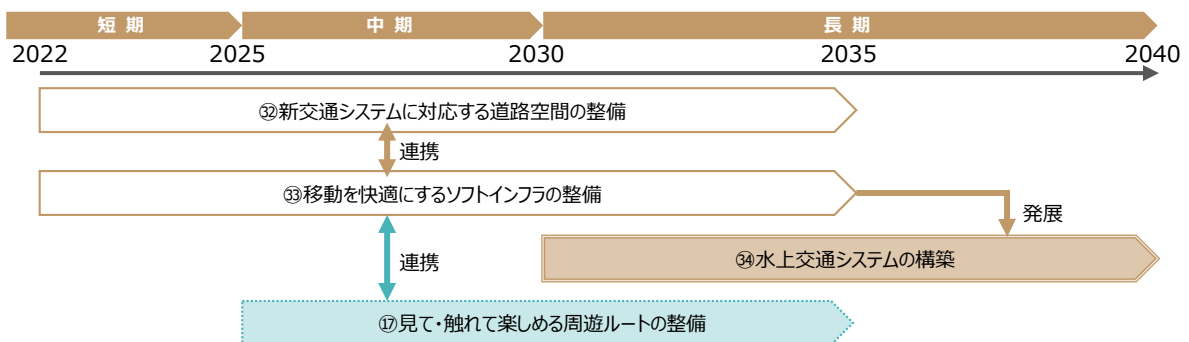 短 期 中 期 長 期
2022 2025 2030 2035 2040
㉜新交通システムに対応する道路空間の整備
連携
㉝移動を快適にするソフトインフラの整備
発展
連携
㉞水上交通システムの構築
⑰見て・触れて楽しめる周遊ルートの整備